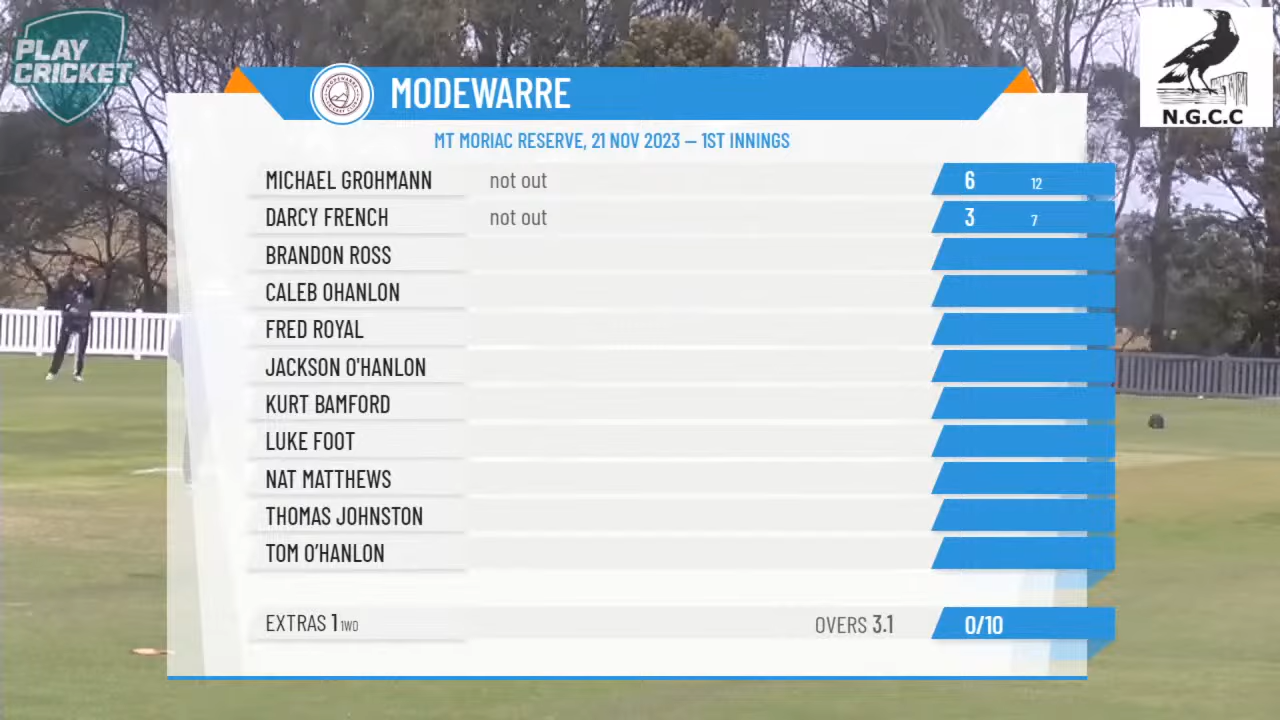 PLAY
CRICKET
N.G.C.C
MODEWARRE
MT MORIAC RESERVE, 21 NOV 2023 – 1ST INNINGS
MICHAEL GROHMANN not out 6 12
DARCY FRENCH not out 3 7
BRANDON ROSS
CALEB OHANLON
FRED ROYAL
JACKSON O'HANLON
KURT BAMFORD
LUKE FOOT
NAT MATTHEWS
THOMAS JOHNSTON
TOM O’HANLON
EXTRAS 1 1WD OVERS 3.1 0/10